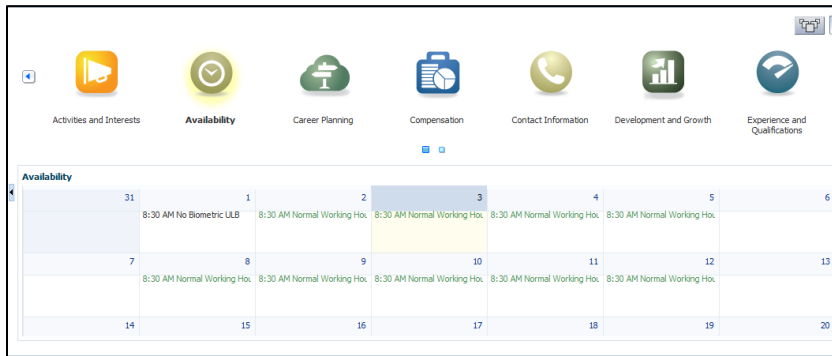 Activities and Interests
Availability
Career Planning
Compensation
Contact Information
Development and Growth
Experience and
Qualifications
Availability
31 1 2 3 4 5 6
8:30 AM No Biometric ULB 8:30 AM Normal Working Hou 8:30 AM Normal Working Hou 8:30 AM Normal Working Hou 8:30 AM Normal Working Hou
7 8 9 10 11 12 13
8:30 AM Normal Working Hou 8:30 AM Normal Working Hou 8:30 AM Normal Working Hou 8:30 AM Normal Working Hou 8:30 AM Normal Working Hou
14 15 16 17 18 19 20